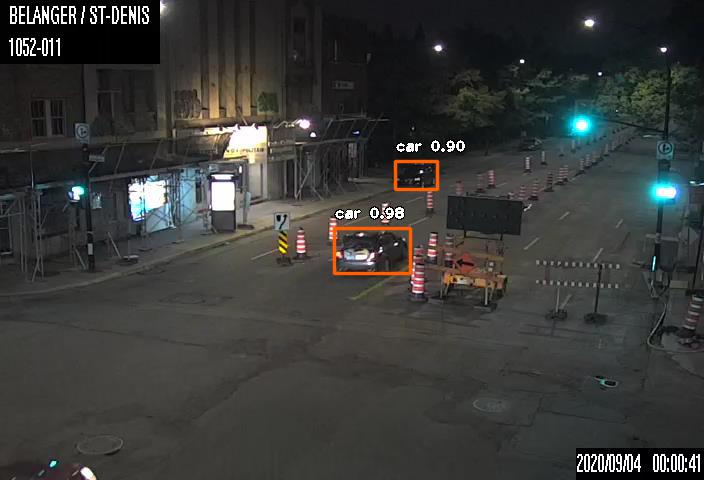 BELANGER / ST-DENIS
1052-011
car 0.90
car 0.98
2020/09/04 00:00:41